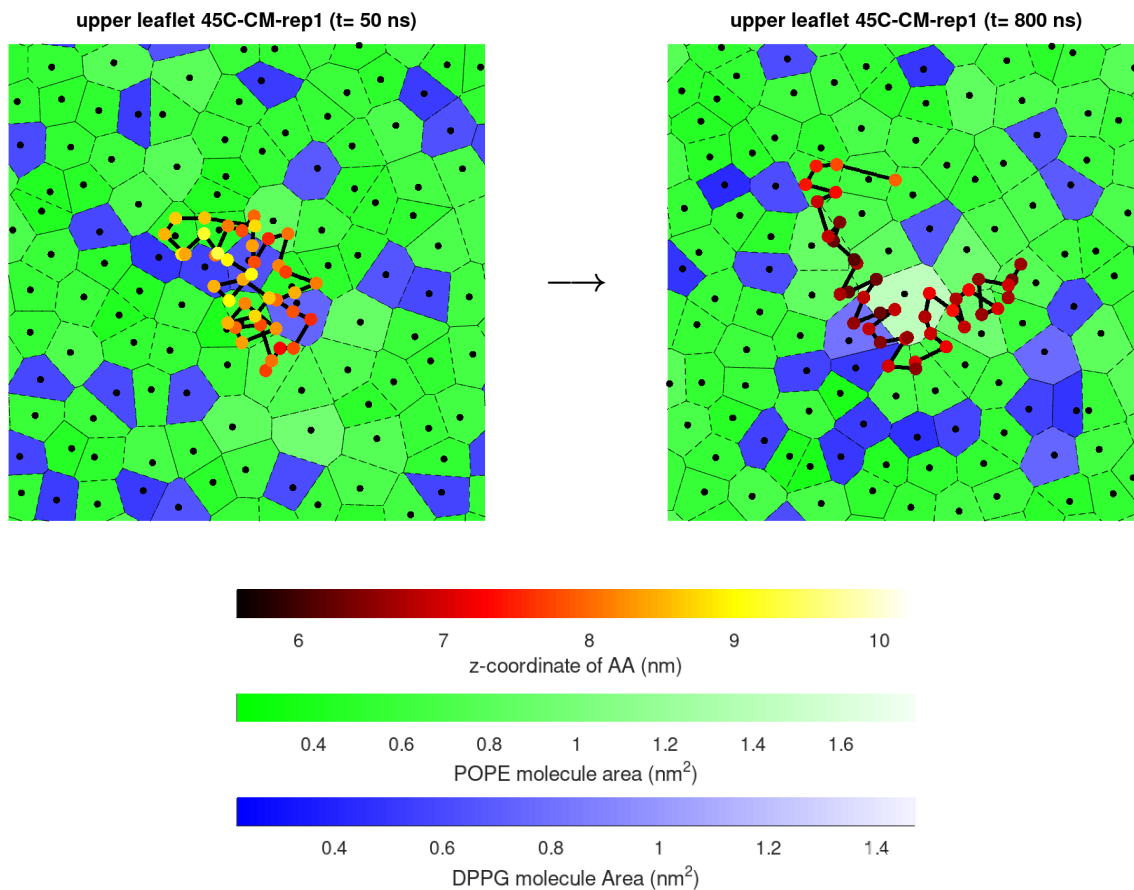 upper leaflet 45C-CM-rep1 (t= 50 ns)
upper leaflet 45C-CM-rep1 (t= 800 ns)
6 7 8 9 10
z-coordinate of AA (nm)
0.4 0.6 0.8 1 1.2 1.4 1.6
POPE molecule area (nm²)
0.4 0.6 0.8 1 1.2 1.4
DPPG molecule Area (nm²)